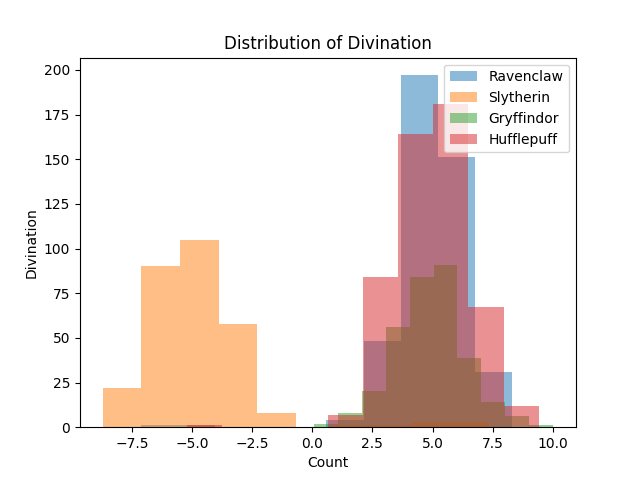 Distribution of Divination
Ravenclaw
Slytherin
Gryffindor
Hufflepuff
200
175
150
125
100
75
50
25
0
Divination
−7.5 −5.0 −2.5 0.0 2.5 5.0 7.5 10.0
Count